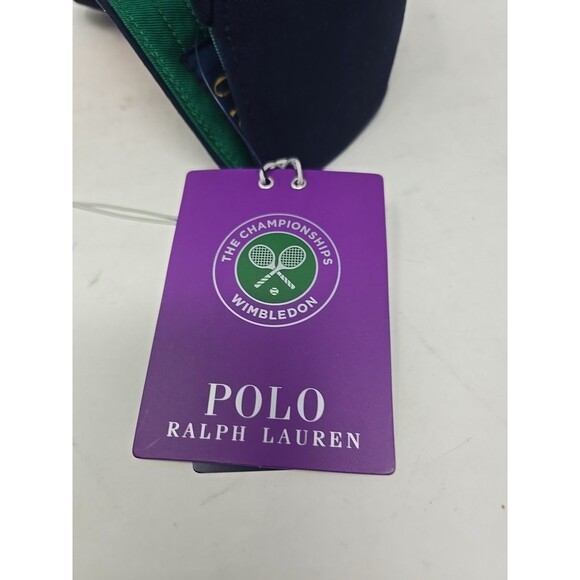 THE CHAMPIONSHIPS
WIMBLEDON
POLO
RALPH LAUREN